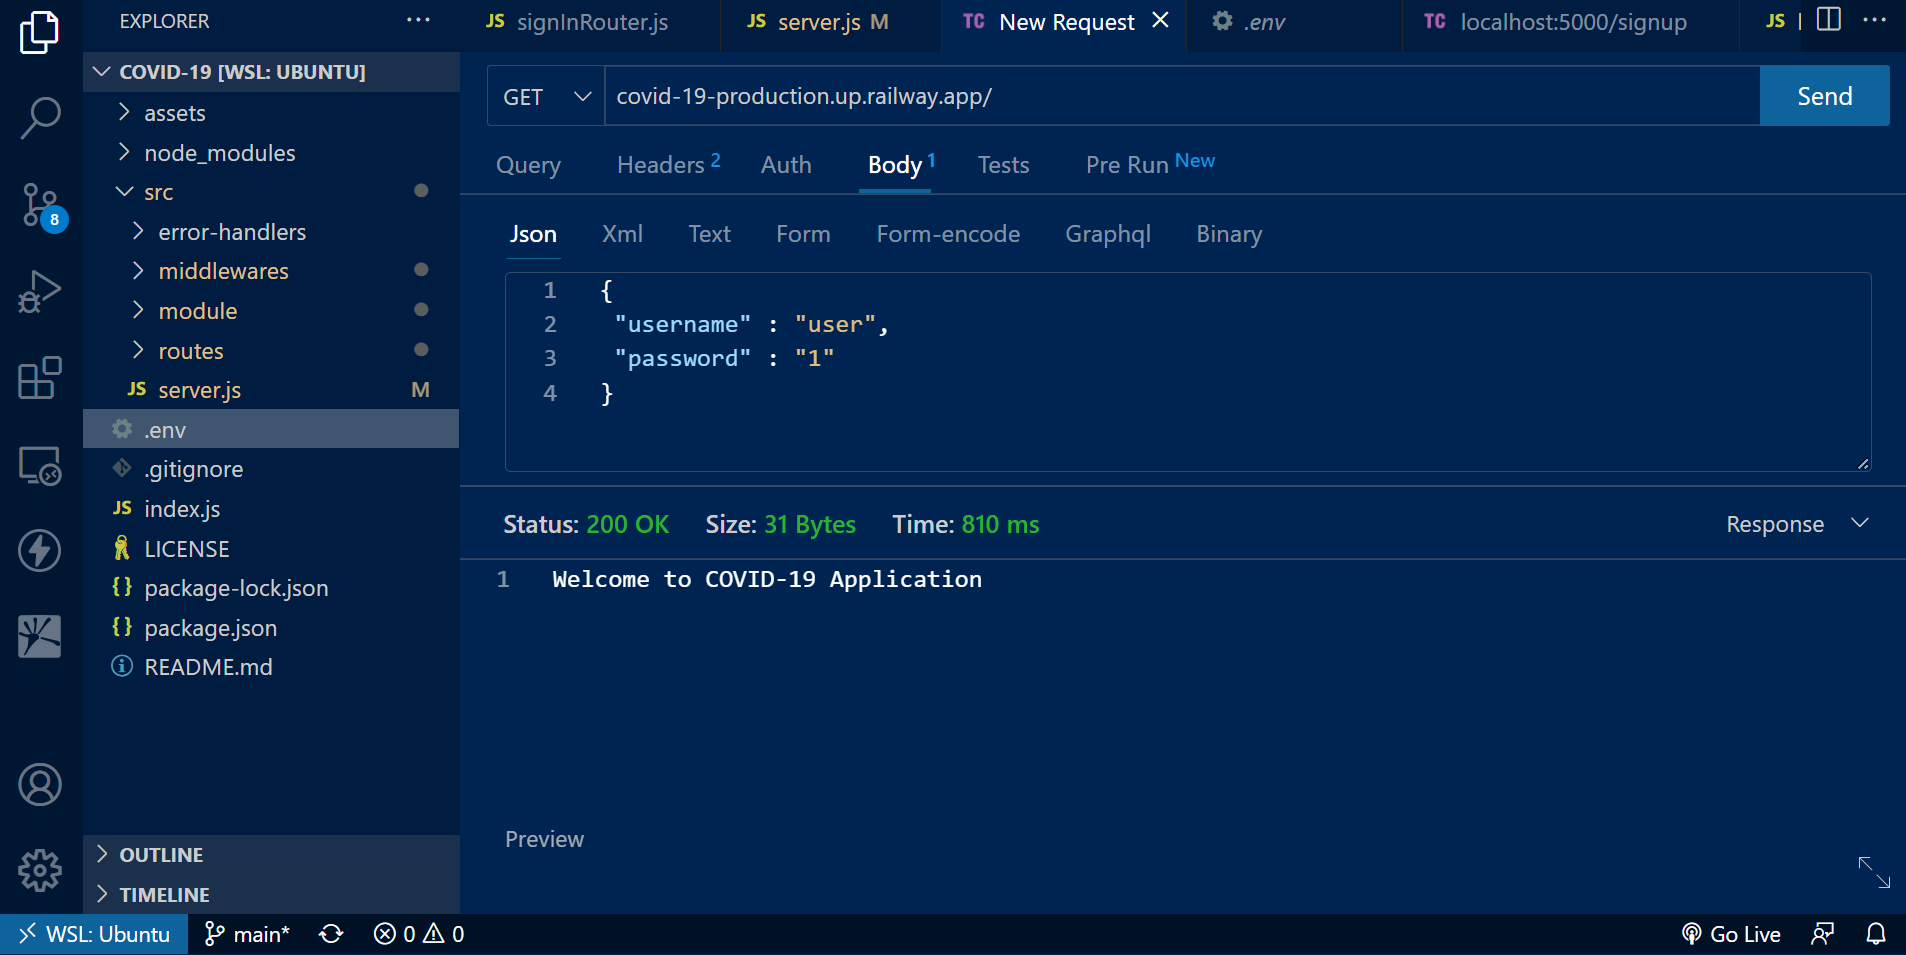 EXPLORER
JS signInRouter.js
JS server.js M
TC New Request
.env
TC localhost:5000/signup
JS
COVID-19 [WSL: UBUNTU]
assets
node_modules
src
error-handlers
middlewares
module
routes
JS server.js M
.env
.gitignore
JS index.js
LICENSE
{} package-lock.json
{} package.json
README.md
OUTLINE
TIMELINE
8
GET covid-19-production.up.railway.app/ Send
Query Headers 2 Auth Body 1 Tests Pre Run New
Json Xml Text Form Form-encode Graphql Binary
1 {
2 "username" : "user",
3 "password" : "1"
4 }
Status: 200 OK Size: 31 Bytes Time: 810 ms Response
1 Welcome to COVID-19 Application
Preview
WSL: Ubuntu main* 0 0 Go Live